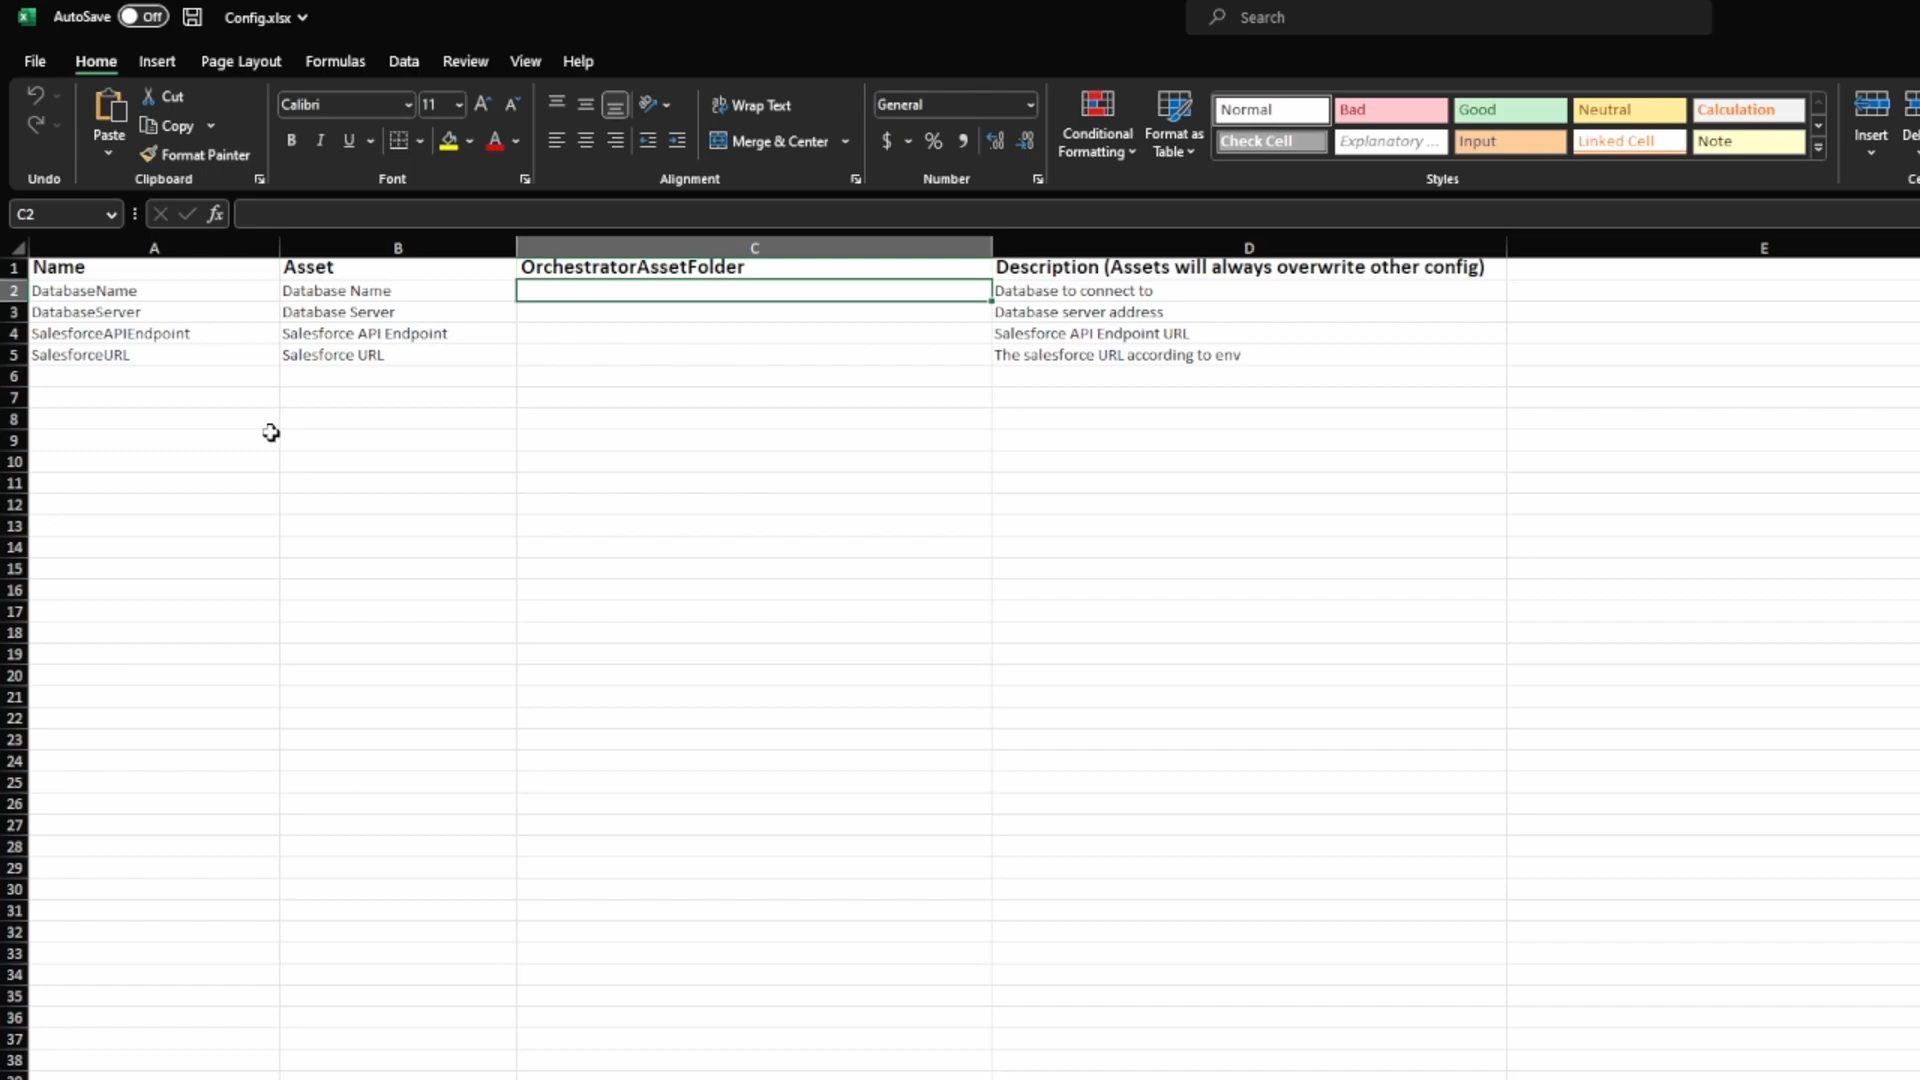 AutoSave Off Config.xlsx Search
File Home Insert Page Layout Formulas Data Review View Help
Paste Cut Copy Format Painter
Calibri 11
B I U A
Wrap Text
Merge & Center
General
$ %
Conditional Formatting
Format as Table
Normal Bad Good Neutral Calculation
Check Cell Explanatory ... Input Linked Cell Note
Insert
Undo Clipboard Font Alignment Number Styles
C2 fx
A B C D E
1 Name Asset OrchestratorAssetFolder Description (Assets will always overwrite other config)
2 DatabaseName Database Name Database to connect to
3 DatabaseServer Database Server Database server address
4 SalesforceAPIEndpoint Salesforce API Endpoint Salesforce API Endpoint URL
5 SalesforceURL Salesforce URL The salesforce URL according to env
6
7
8
9
10
11
12
13
14
15
16
17
18
19
20
21
22
23
24
25
26
27
28
29
30
31
32
33
34
35
36
37
38